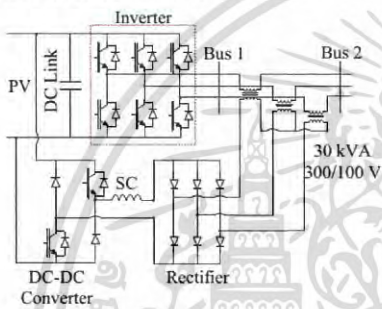 Inverter
Bus 1
Bus 2
PV
DC Link
SC
30 kVA
300/100 V
DC-DC
Converter
Rectifier